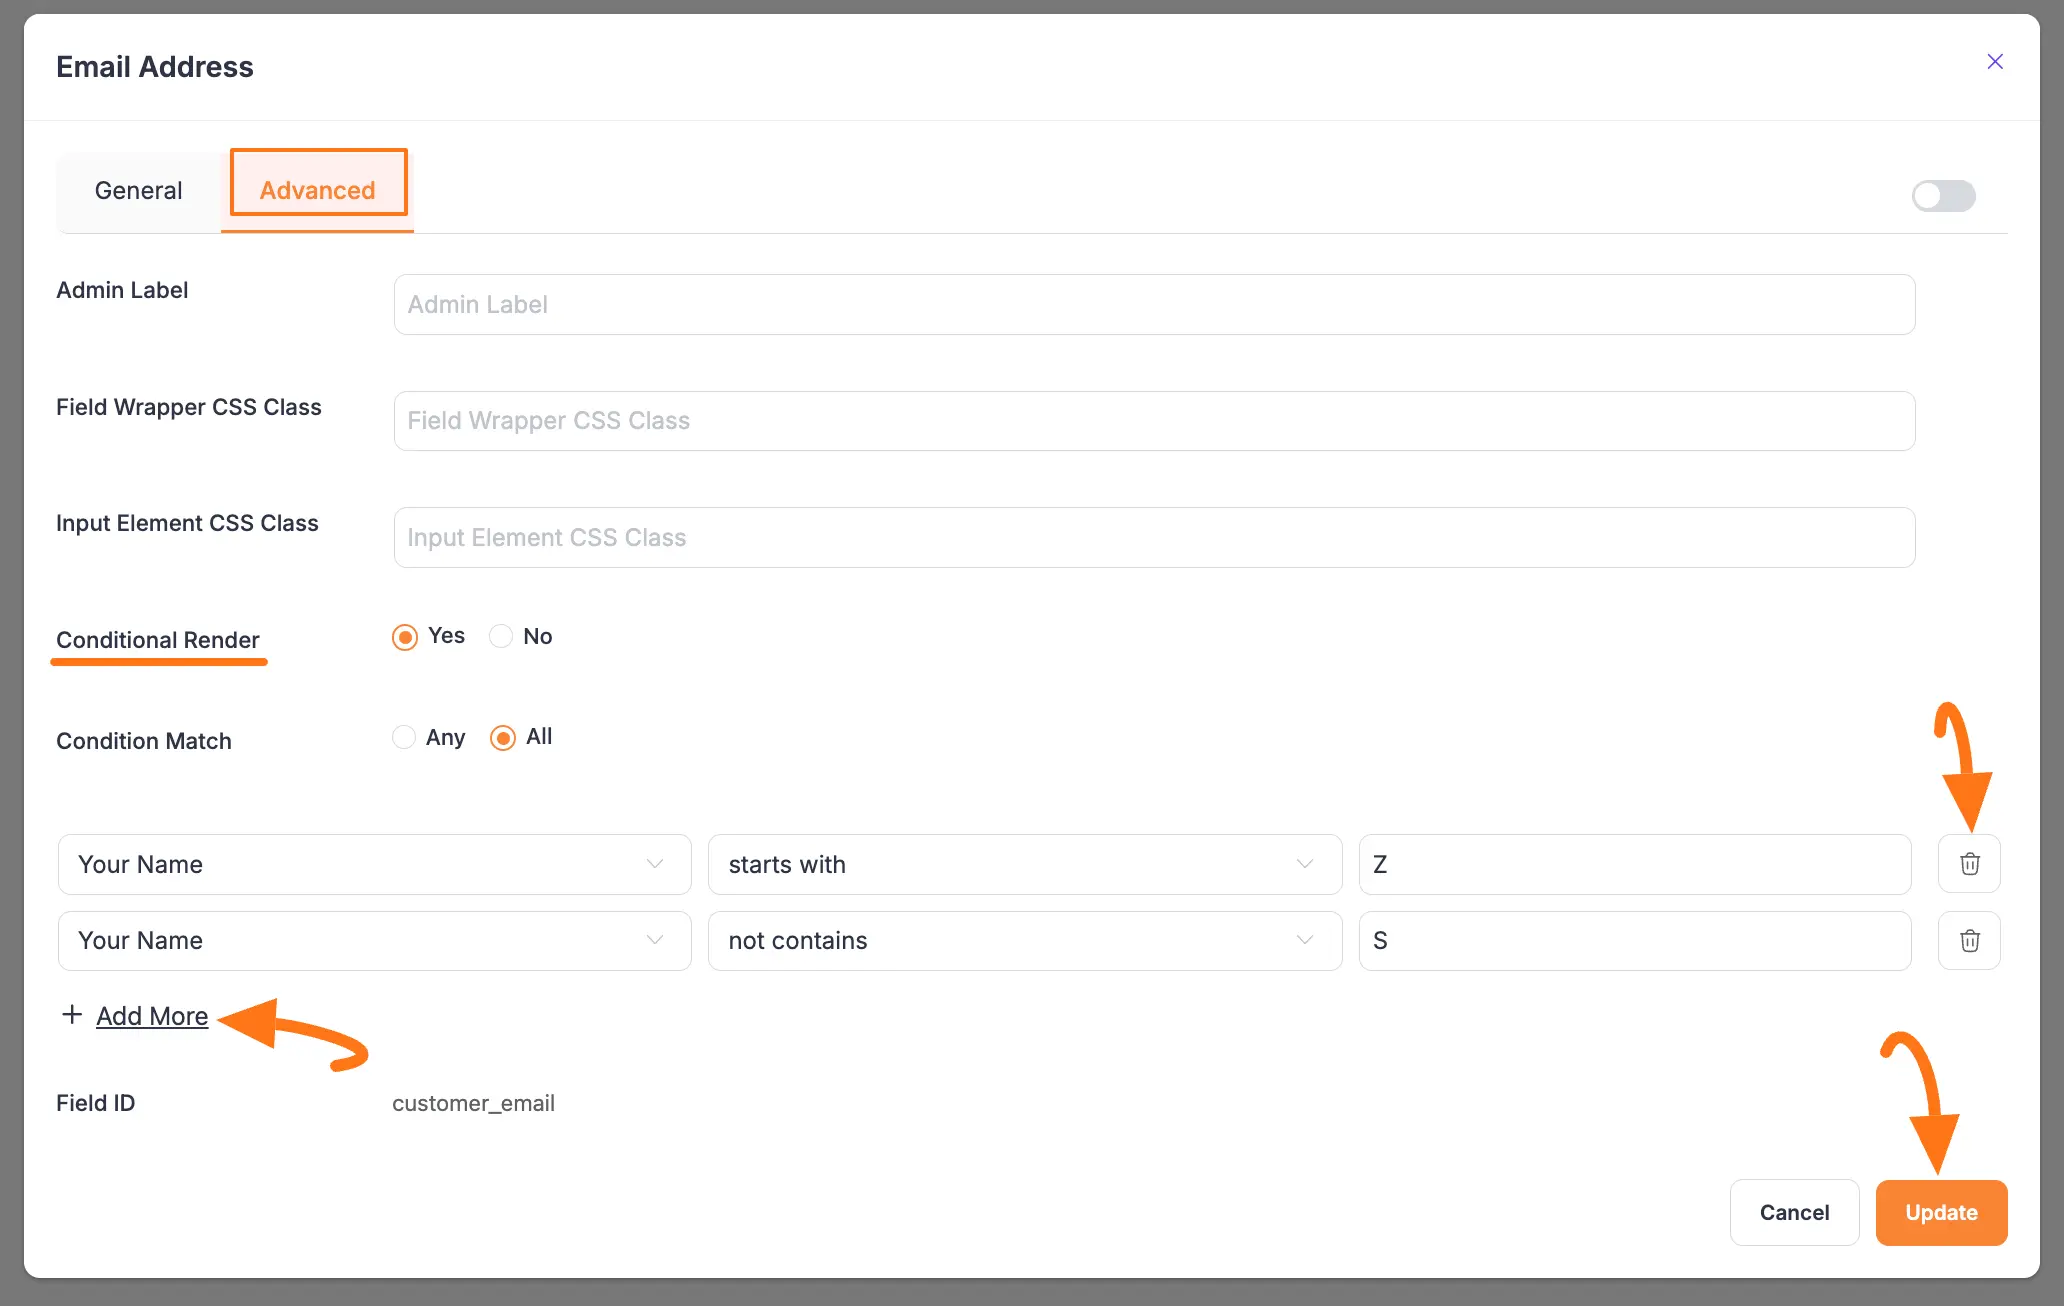 Email Address
General Advanced
Admin Label Admin Label
Field Wrapper CSS Class Field Wrapper CSS Class
Input Element CSS Class Input Element CSS Class
Conditional Render Yes No
Condition Match Any All
Your Name starts with Z
Your Name not contains S
+ Add More
Field ID customer_email
Cancel Update